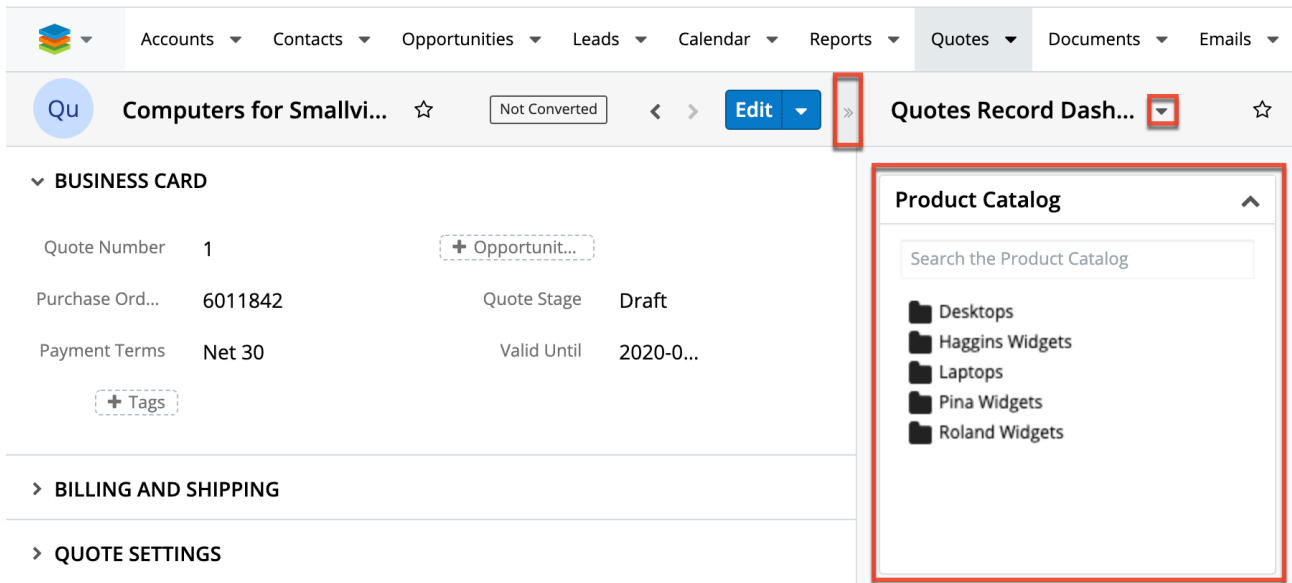 Accounts Contacts Opportunities Leads Calendar Reports Quotes Documents Emails
Qu Computers for Smallvi... Not Converted Edit » Quotes Record Dash...
BUSINESS CARD
Quote Number 1 + Opportunit...
Purchase Ord... 6011842 Quote Stage Draft
Payment Terms Net 30 Valid Until 2020-0...
+ Tags
BILLING AND SHIPPING
QUOTE SETTINGS
Product Catalog
Search the Product Catalog
Desktops
Haggins Widgets
Laptops
Pina Widgets
Roland Widgets